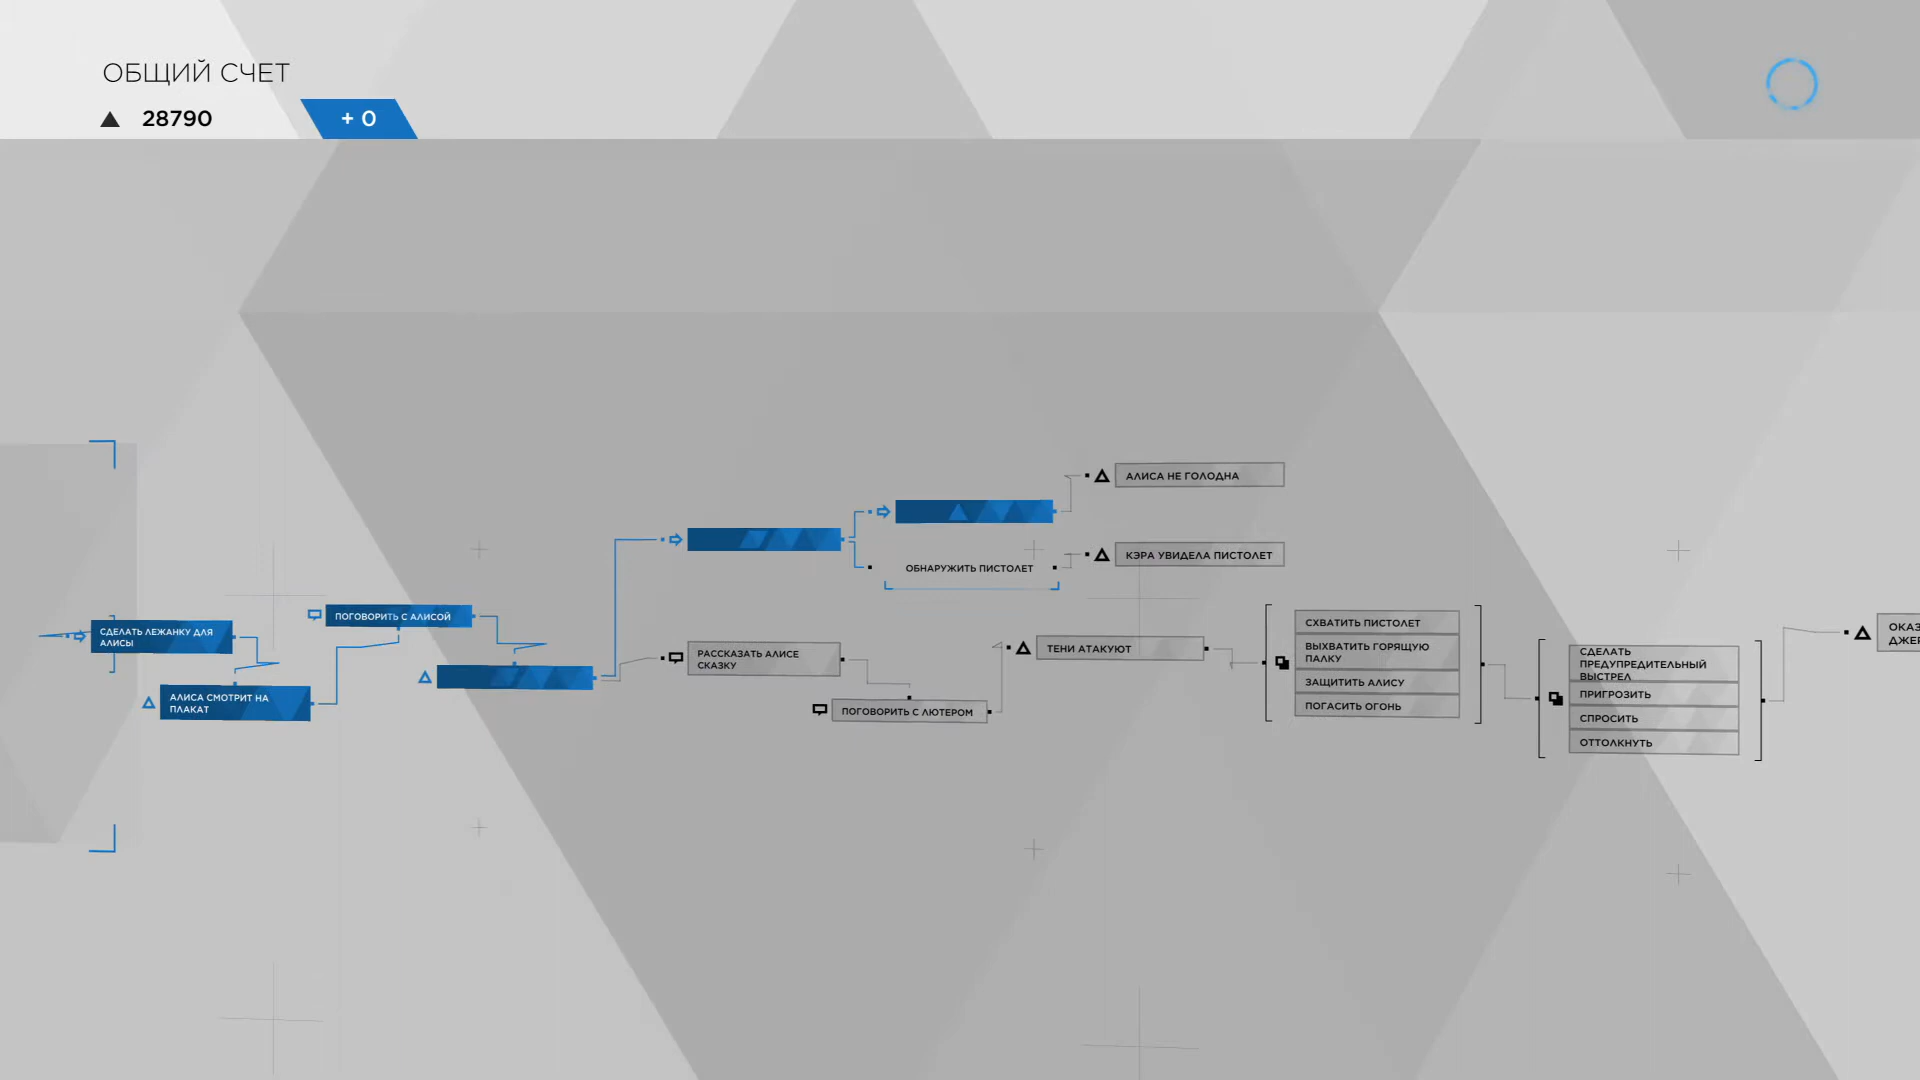 ОБЩИЙ СЧЕТ
28790
+ 0
СДЕЛАТЬ ЛЕЖАНКУ ДЛЯ
АЛИСЫ
АЛИСА СМОТРИТ НА
ПЛАКАТ
ПОГОВОРИТЬ С АЛИСОЙ
АЛИСА НЕ ГОЛОДНА
ОБНАРУЖИТЬ ПИСТОЛЕТ
КЭРА УВИДЕЛА ПИСТОЛЕТ
РАССКАЗАТЬ АЛИСЕ
СКАЗКУ
ПОГОВОРИТЬ С ЛЮТЕРОМ
ТЕНИ АТАКУЮТ
СХВАТИТЬ ПИСТОЛЕТ
ВЫХВАТИТЬ ГОРЯЩУЮ
ПАЛКУ
ЗАЩИТИТЬ АЛИСУ
ПОГАСИТЬ ОГОНЬ
СДЕЛАТЬ
ПРЕДУПРЕДИТЕЛЬНЫЙ
ВЫСТРЕЛ
ПРИГРОЗИТЬ
СПРОСИТЬ
ОТТОЛКНУТЬ